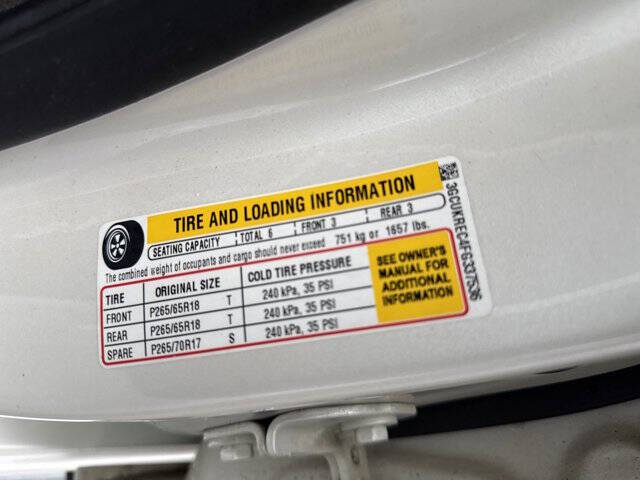 TIRE AND LOADING INFORMATION
SEATING CAPACITY TOTAL 6 FRONT 3 REAR 3
The combined weight of occupants and cargo should never exceed 751 kg or 1657 lbs.
TIRE ORIGINAL SIZE COLD TIRE PRESSURE
FRONT P265/65R18 T 240 kPa, 35 PSI
REAR P265/65R18 T 240 kPa, 35 PSI
SPARE P265/70R17 S 240 kPa, 35 PSI
SEE OWNER'S
MANUAL FOR
ADDITIONAL
INFORMATION
3GCUKREC4FG337536